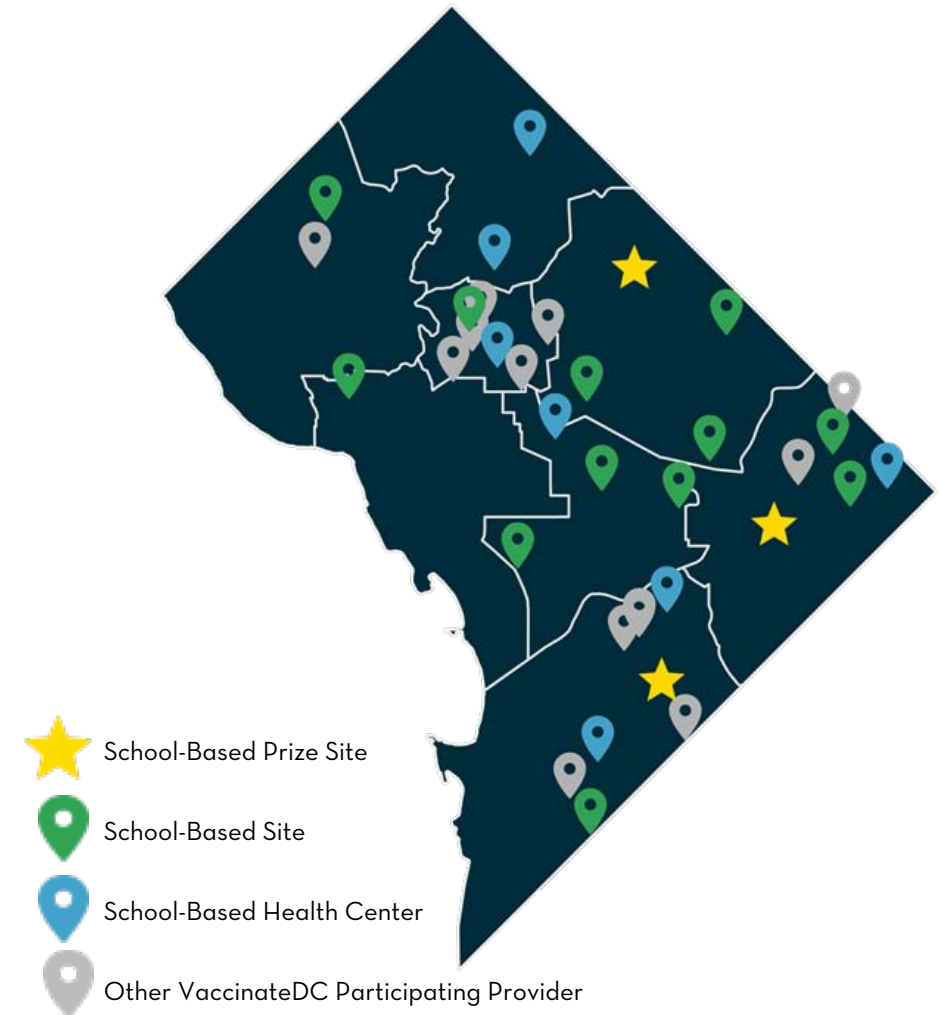 School-Based Prize Site
School-Based Site
School-Based Health Center
Other VaccinateDC Participating Provider